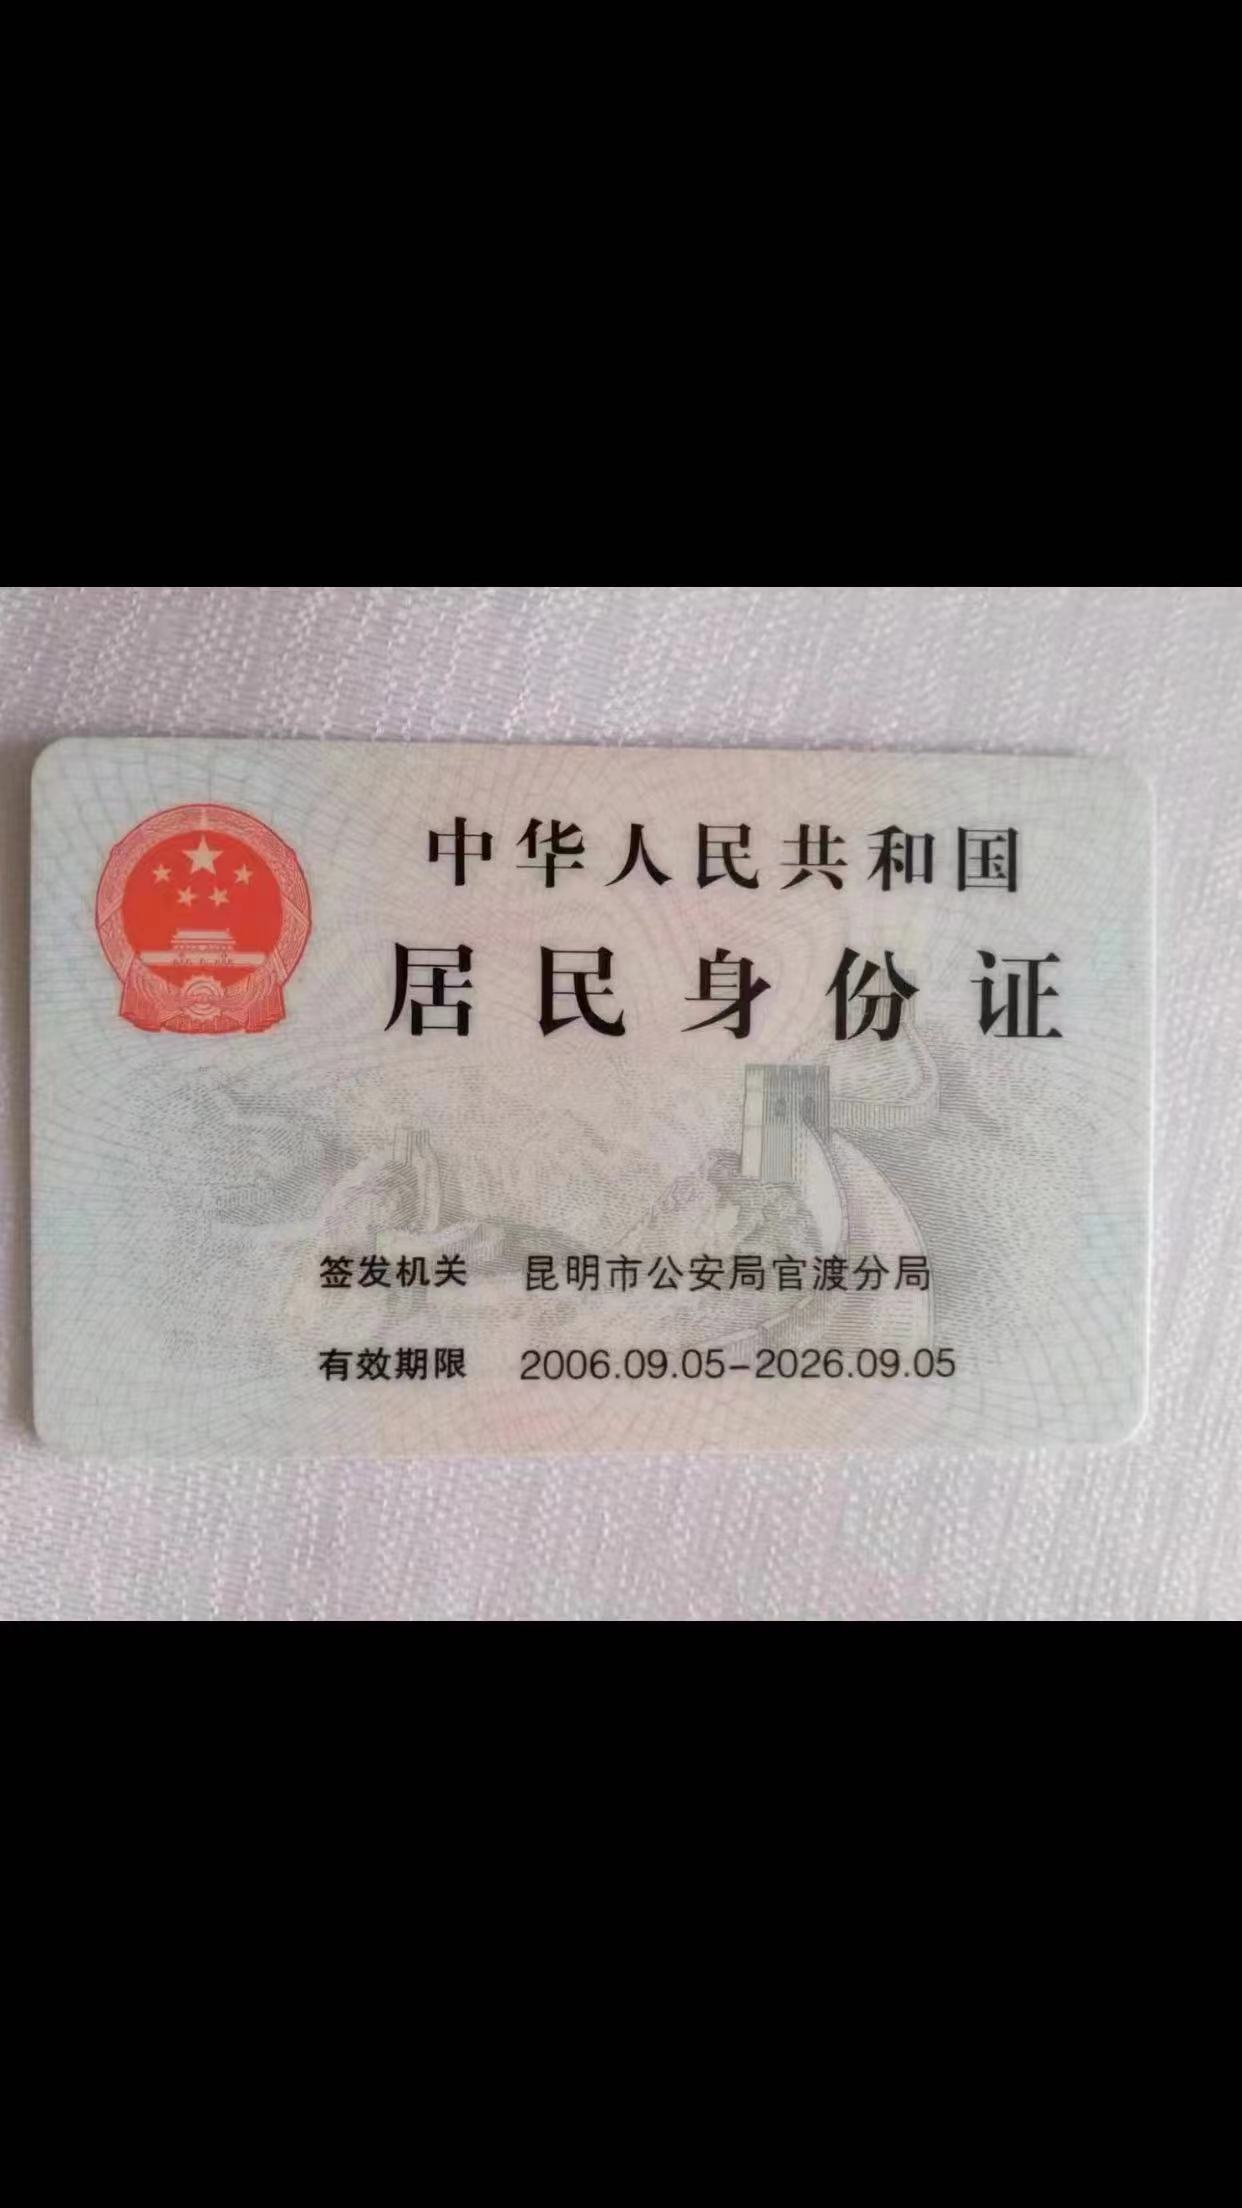 中华人民共和国
居民身份证
签发机关 昆明市公安局官渡分局
有效期限 2006.09.05-2026.09.05